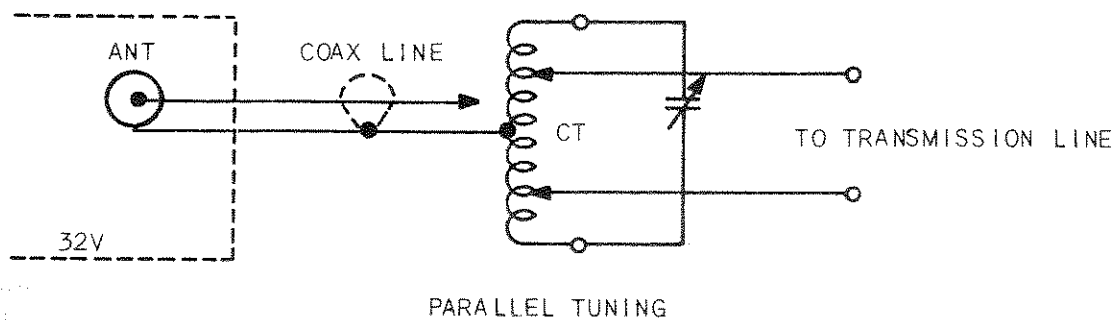 ANT
COAX LINE
CT
TO TRANSMISSION LINE
32V
PARALLEL TUNING